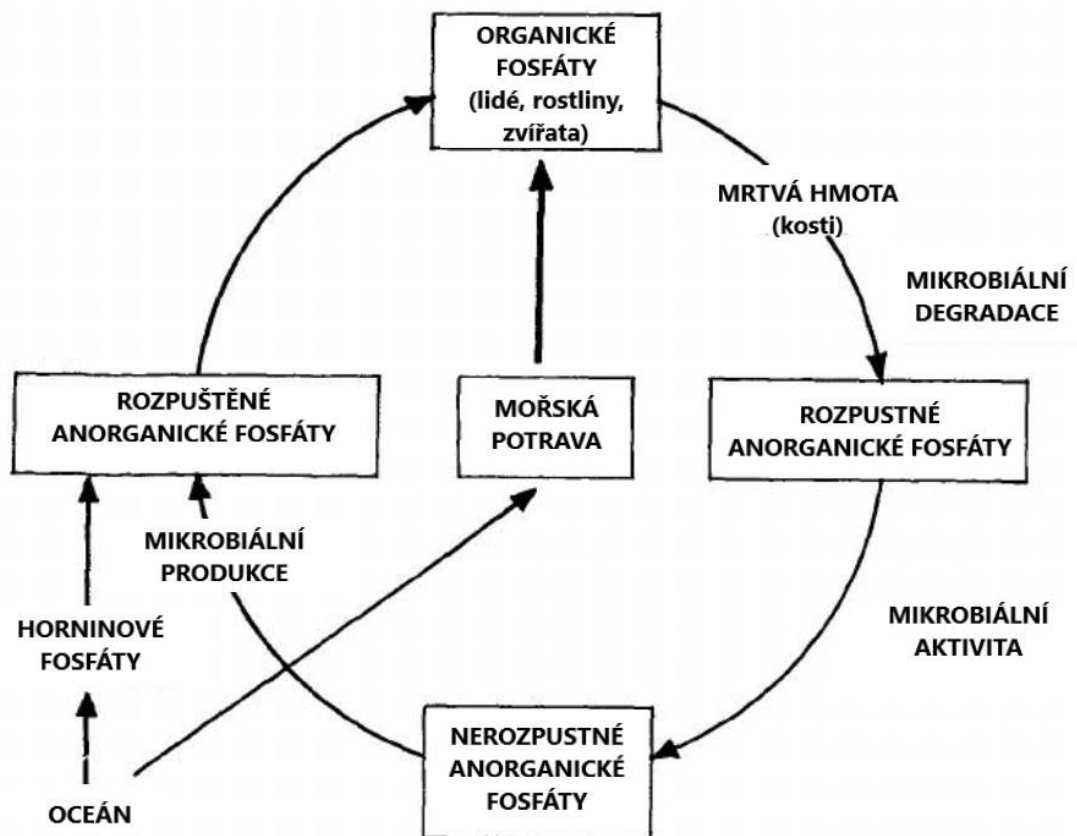 ORGANICKÉ
FOSFÁTY
(lidé, rostliny,
zvířata)
MRTVÁ HMOTA
(kosti)
MIKROBIÁLNÍ
DEGRADACE
ROZPUŠTĚNÉ
ANORGANICKÉ FOSFÁTY
MOŘSKÁ
POTRAVA
ROZPUSTNÉ
ANORGANICKÉ FOSFÁTY
MIKROBIÁLNÍ
PRODUKCE
HORNINOVÉ
FOSFÁTY
MIKROBIÁLNÍ
AKTIVITA
NEROZPUSTNÉ
ANORGANICKÉ
FOSFÁTY
OCEÁN